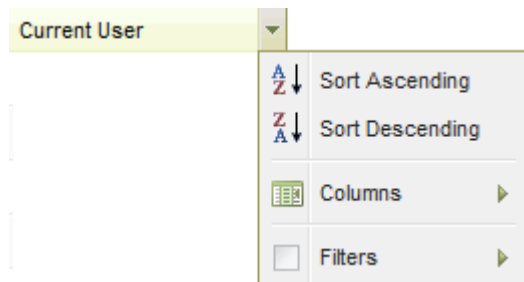 Current User
Sort Ascending
Sort Descending
Columns
Filters